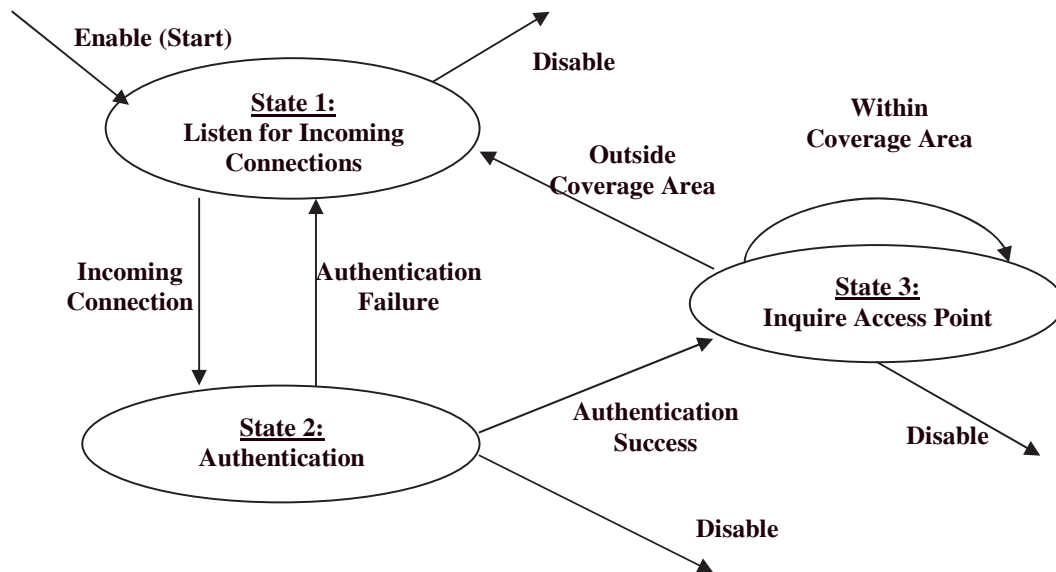 Enable (Start)
Disable
State 1:
Listen for Incoming
Connections
Within
Coverage Area
Outside
Coverage Area
Incoming
Connection
Authentication
Failure
State 3:
Inquire Access Point
State 2:
Authentication
Authentication
Success
Disable
Disable